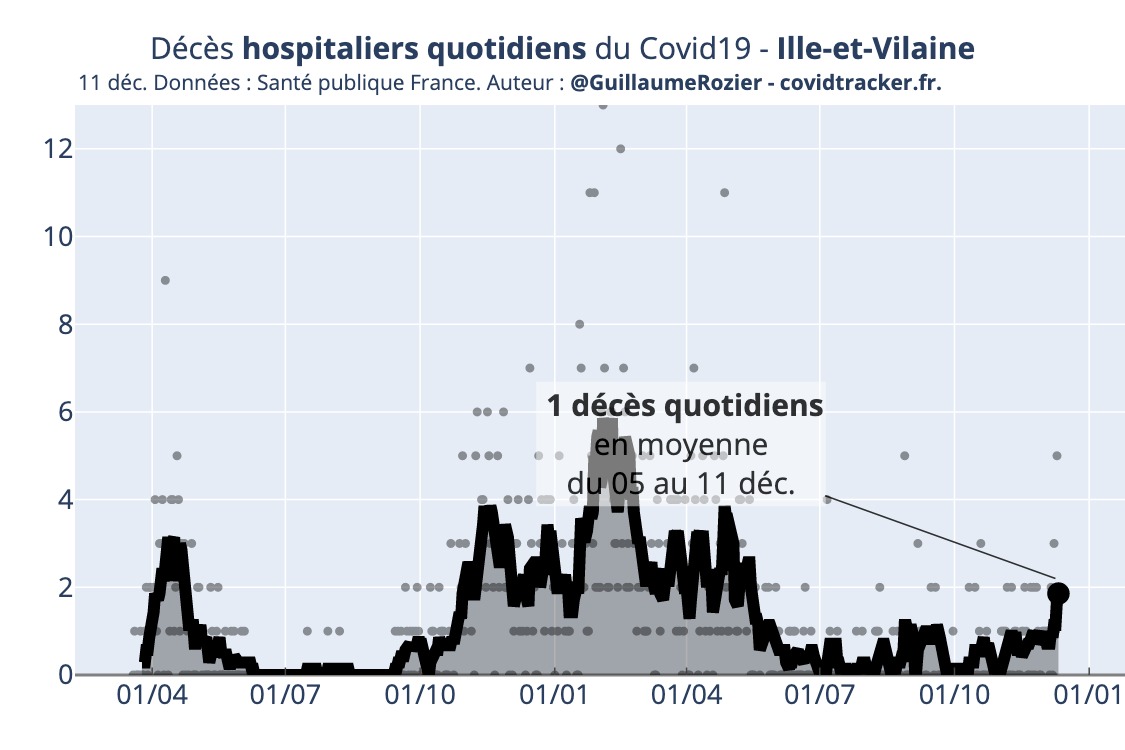 Décès hospitaliers quotidiens du Covid19 - Ille-et-Vilaine
11 déc. Données : Santé publique France. Auteur : @GuillaumeRozier - covidtracker.fr.
12
10
8
6
4
2
0
1 décès quotidiens
en moyenne
du 05 au 11 déc.
01/04 01/07 01/10 01/01 01/04 01/07 01/10 01/01